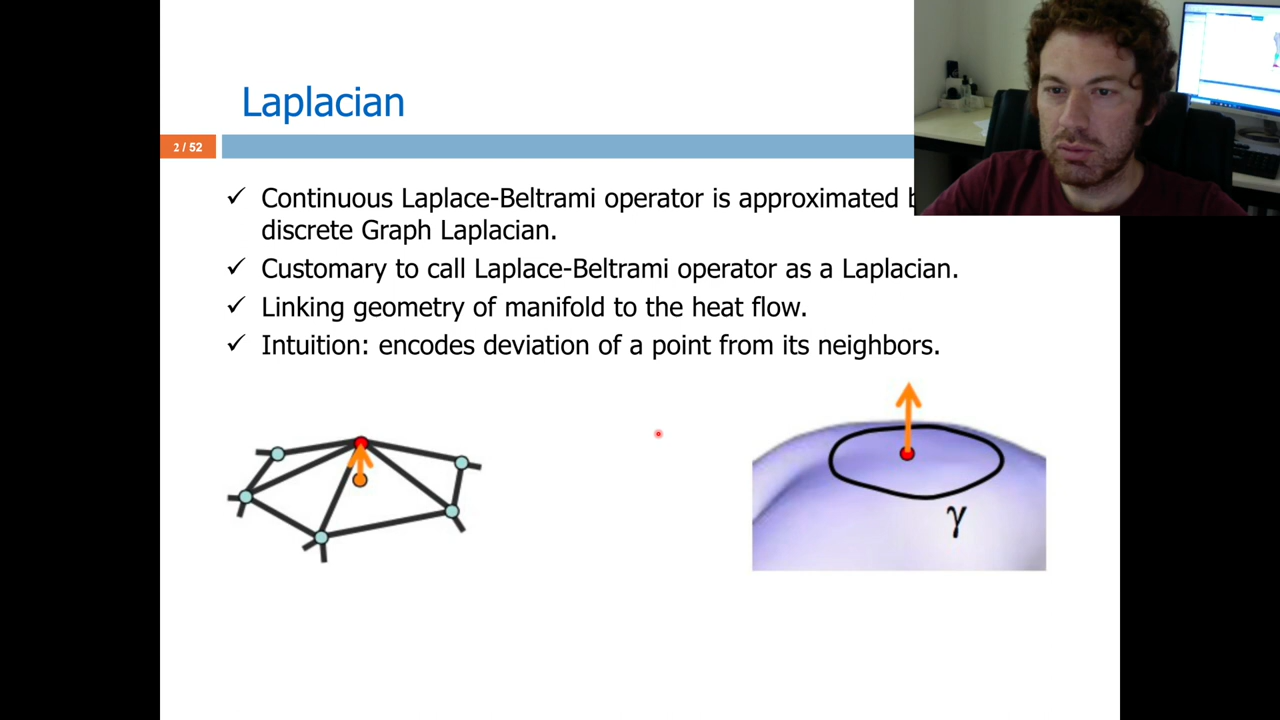 Laplacian
2 / 52
✓ Continuous Laplace-Beltrami operator is approximated
discrete Graph Laplacian.
✓ Customary to call Laplace-Beltrami operator as a Laplacian.
✓ Linking geometry of manifold to the heat flow.
✓ Intuition: encodes deviation of a point from its neighbors.
γ